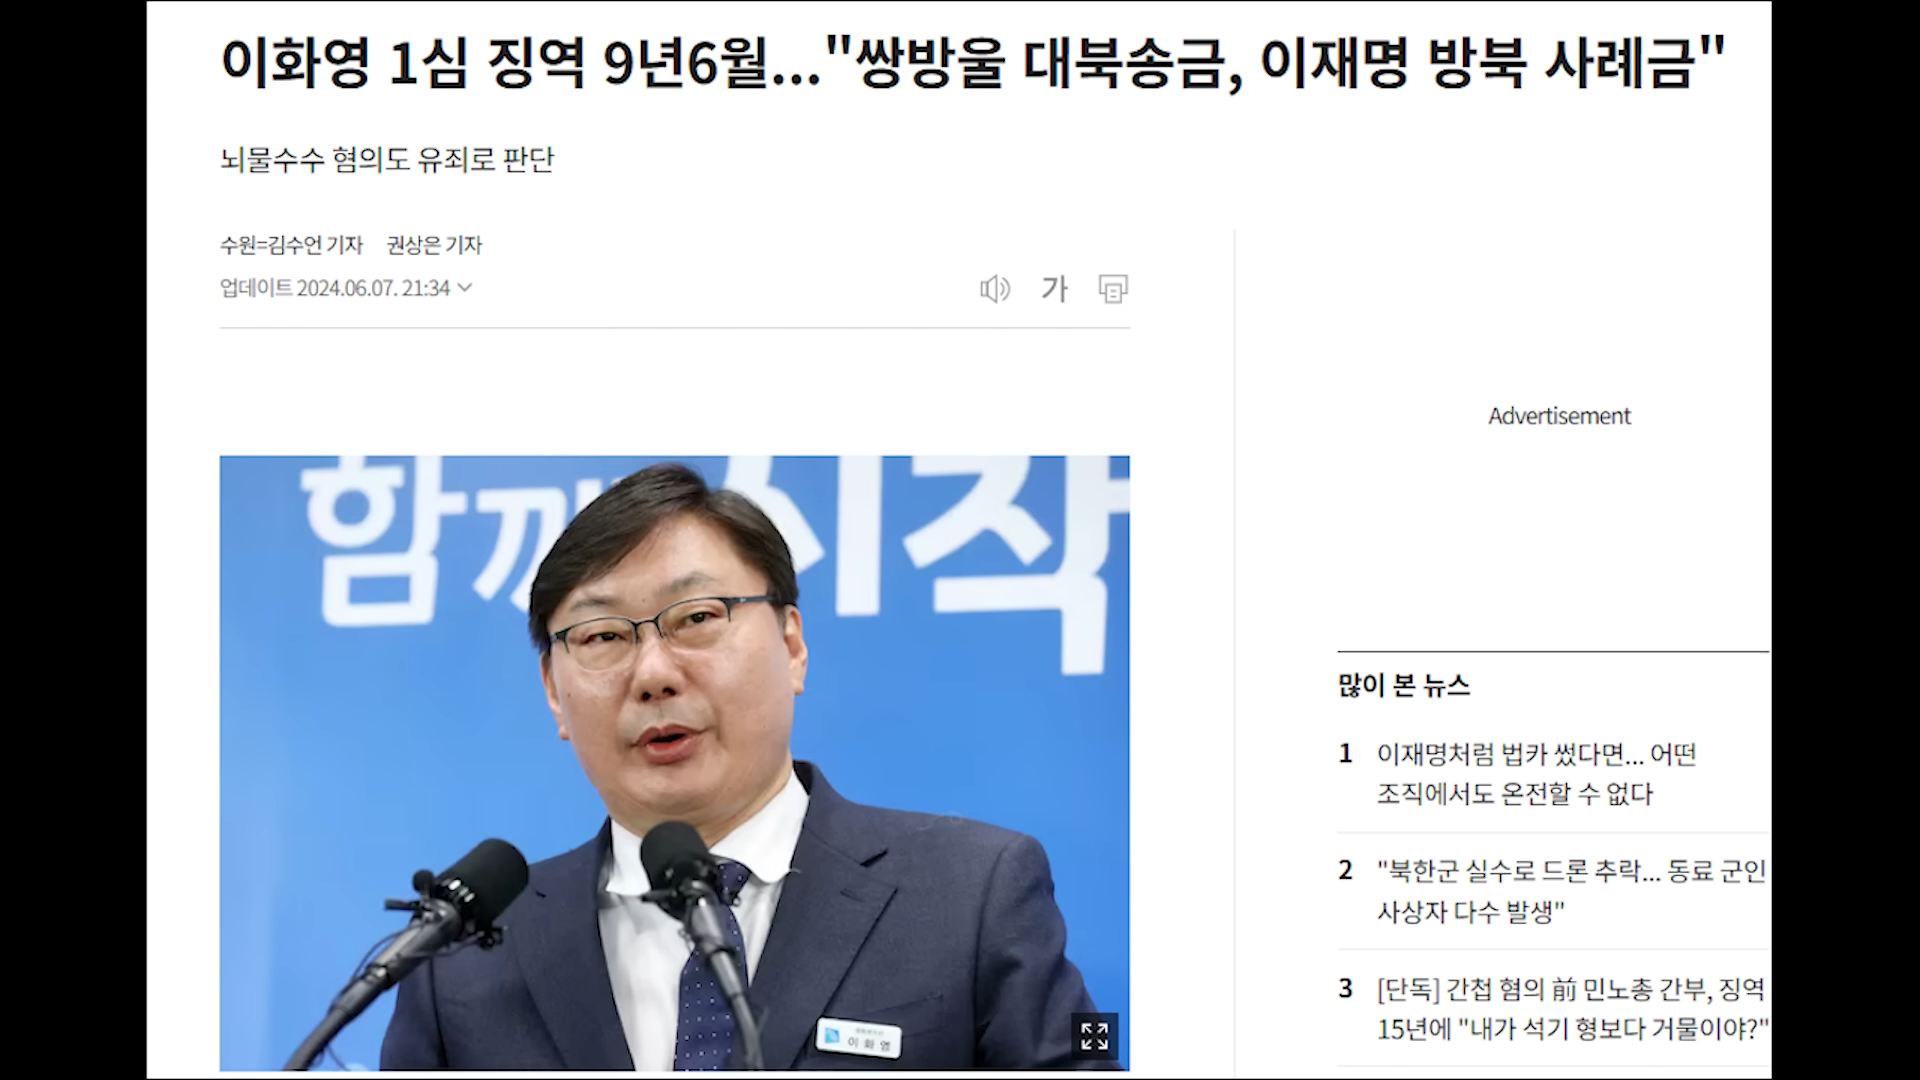 이화영 1심 징역 9년6월..."쌍방울 대북송금, 이재명 방북 사례금"
뇌물수수 혐의도 유죄로 판단
수원=김수언 기자 권상은 기자
업데이트 2024.06.07. 21:34
가
함께 시작
이화영
Advertisement
많이 본 뉴스
1 이재명처럼 법카 썼다면... 어떤
조직에서도 온전할 수 없다
2 "북한군 실수로 드론 추락... 동료 군인
사상자 다수 발생"
3 [단독] 간첩 혐의 前 민노총 간부, 징역
15년에 "내가 석기 형보다 거물이야?"